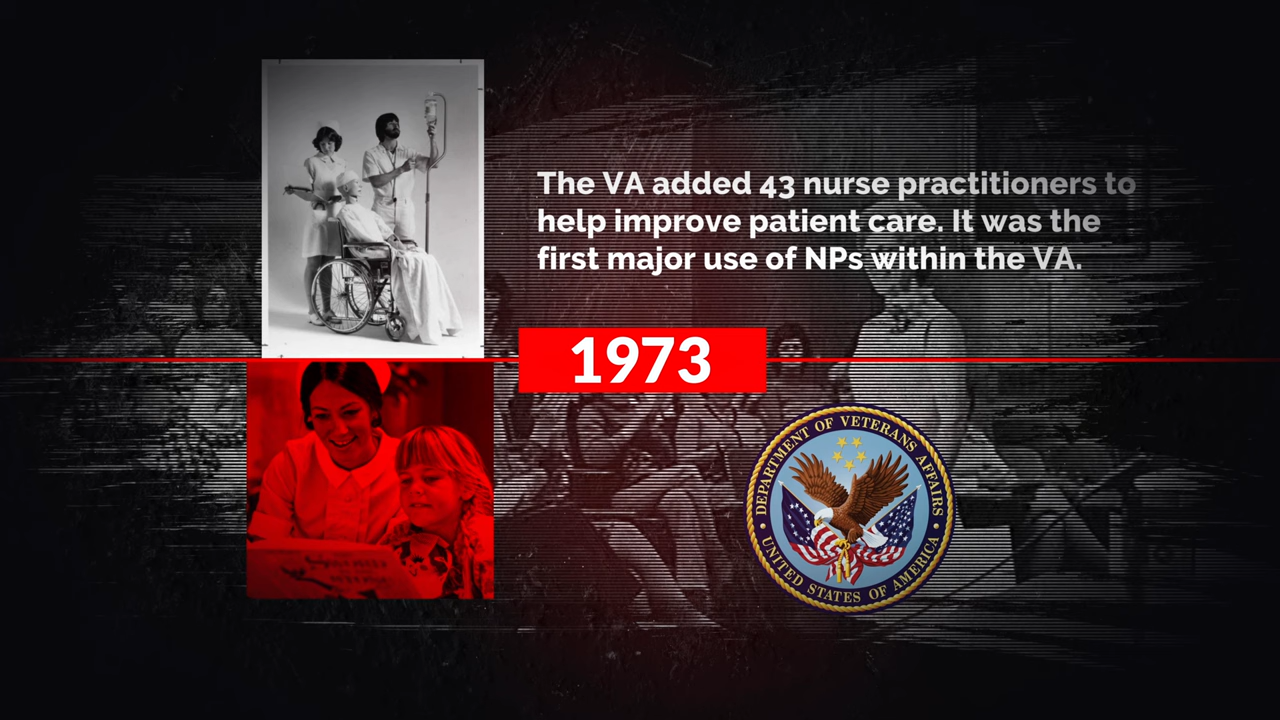 The VA added 43 nurse practitioners to
help improve patient care. It was the
first major use of NPs within the VA.
1973
DEPARTMENT OF VETERANS AFFAIRS
UNITED STATES OF AMERICA